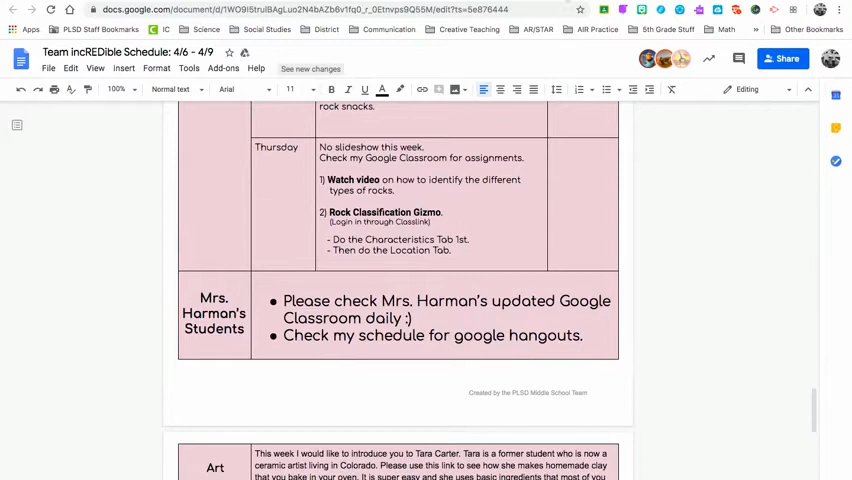 docs.google.com/document/d/1WO9l5trulBAgLuo2N4bAZb6v1fq0_r_0Etnvps9Q55M/edit?ts=5e876444
Apps
PLSD Staff Bookmarks
IC
Science
Social Studies
District
Communication
Creative Teaching
AR/STAR
AIR Practice
5th Grade Stuff
Math
»
Other Bookmarks
Team incREDible Schedule: 4/6 - 4/9
File Edit View Insert Format Tools Add-ons Help See new changes
Share
100% Normal text Arial 11 B I U A Editing
rock snacks.
Thursday
No slideshow this week.
Check my Google Classroom for assignments.
1) Watch video on how to identify the different
types of rocks.
2) Rock Classification Gizmo.
(Login in through Classlink)
- Do the Characteristics Tab 1st.
- Then do the Location Tab.
Mrs.
Harman's
Students
● Please check Mrs. Harman's updated Google
Classroom daily :)
● Check my schedule for google hangouts.
Created by the PLSD Middle School Team
Art
This week I would like to introduce you to Tara Carter. Tara is a former student who is now a
ceramic artist living in Colorado. Please use this link to see how she makes homemade clay
that you bake in your oven. It is super easy and she uses basic ingredients that most of you